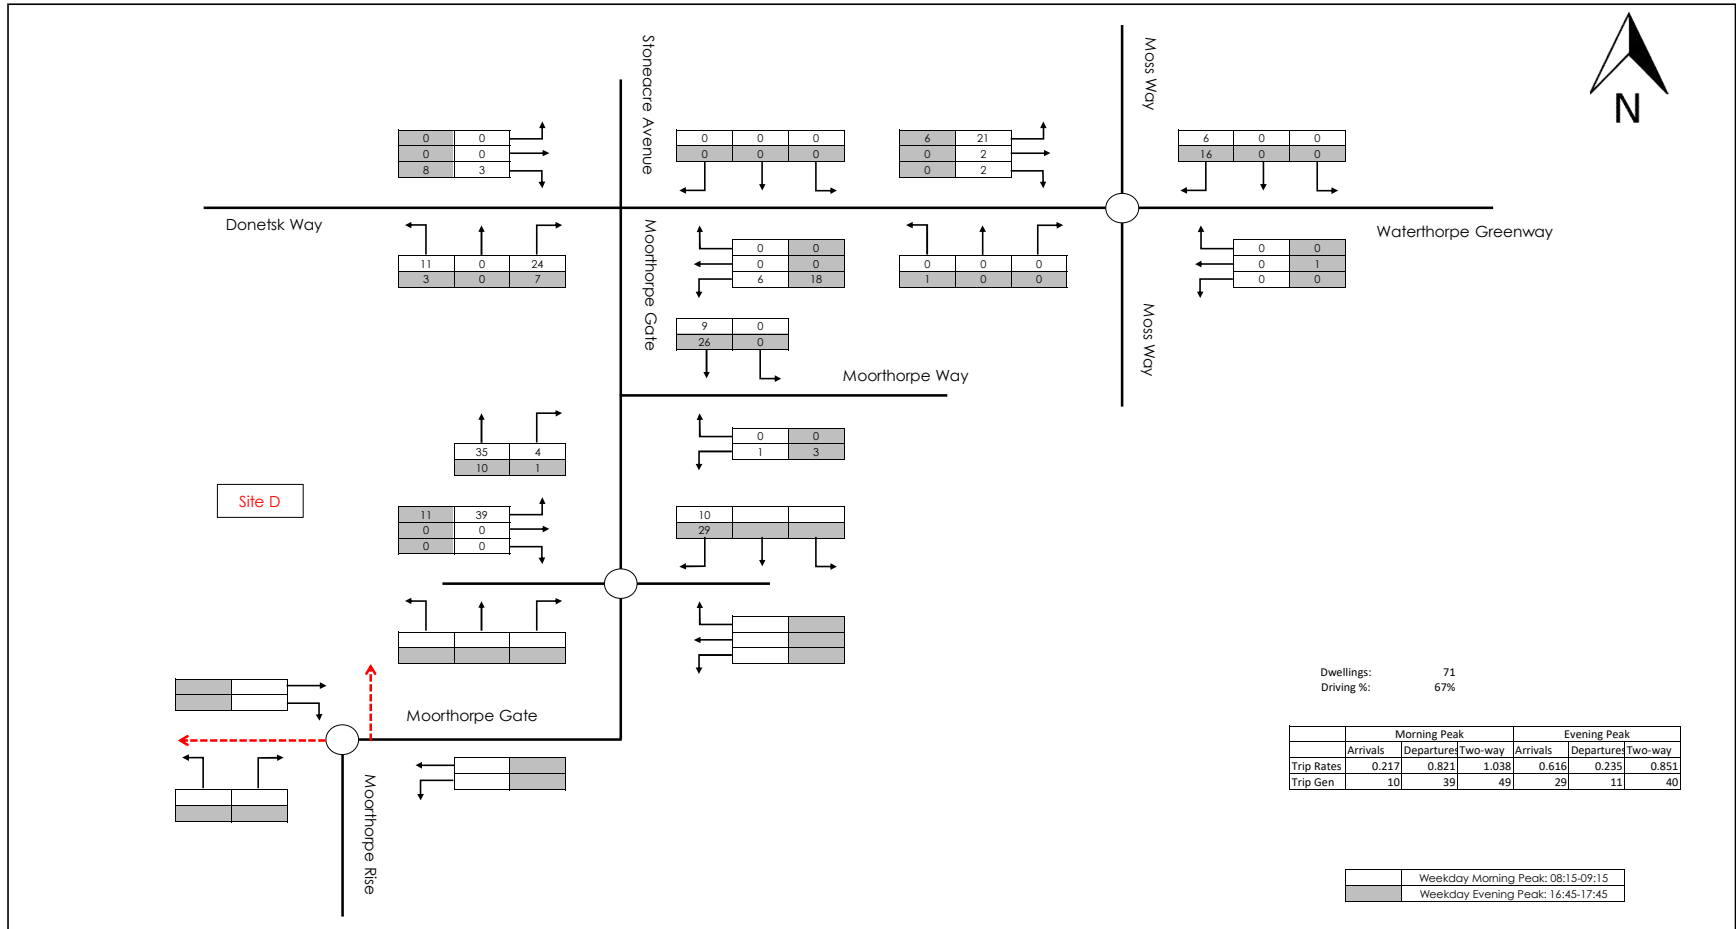 Stoneacre Avenue
Moss Way
N
0 0
0 0
8 3
0 0 0
0 0 0
6 21
0 2
0 2
6 0 0
16 0 0
Donetsk Way
Moorthorpe Gate
Waterthorpe Greenway
11 0 24
3 0 7
0 0
0 0
6 18
0 0 0
1 0 0
0 0
0 1
0 0
Moss Way
9 0
26 0
Moorthorpe Way
35 4
10 1
0 0
1 3
Site D
11 39
0 0
0 0
10
29
Moorthorpe Gate
Moorthorpe Rise
Dwellings: 71
Driving %: 67%
Morning Peak Evening Peak
Arrivals Departures Two-way Arrivals Departures Two-way
Trip Rates 0.217 0.821 1.038 0.616 0.235 0.851
Trip Gen 10 39 49 29 11 40
Weekday Morning Peak: 08:15-09:15
Weekday Evening Peak: 16:45-17:45